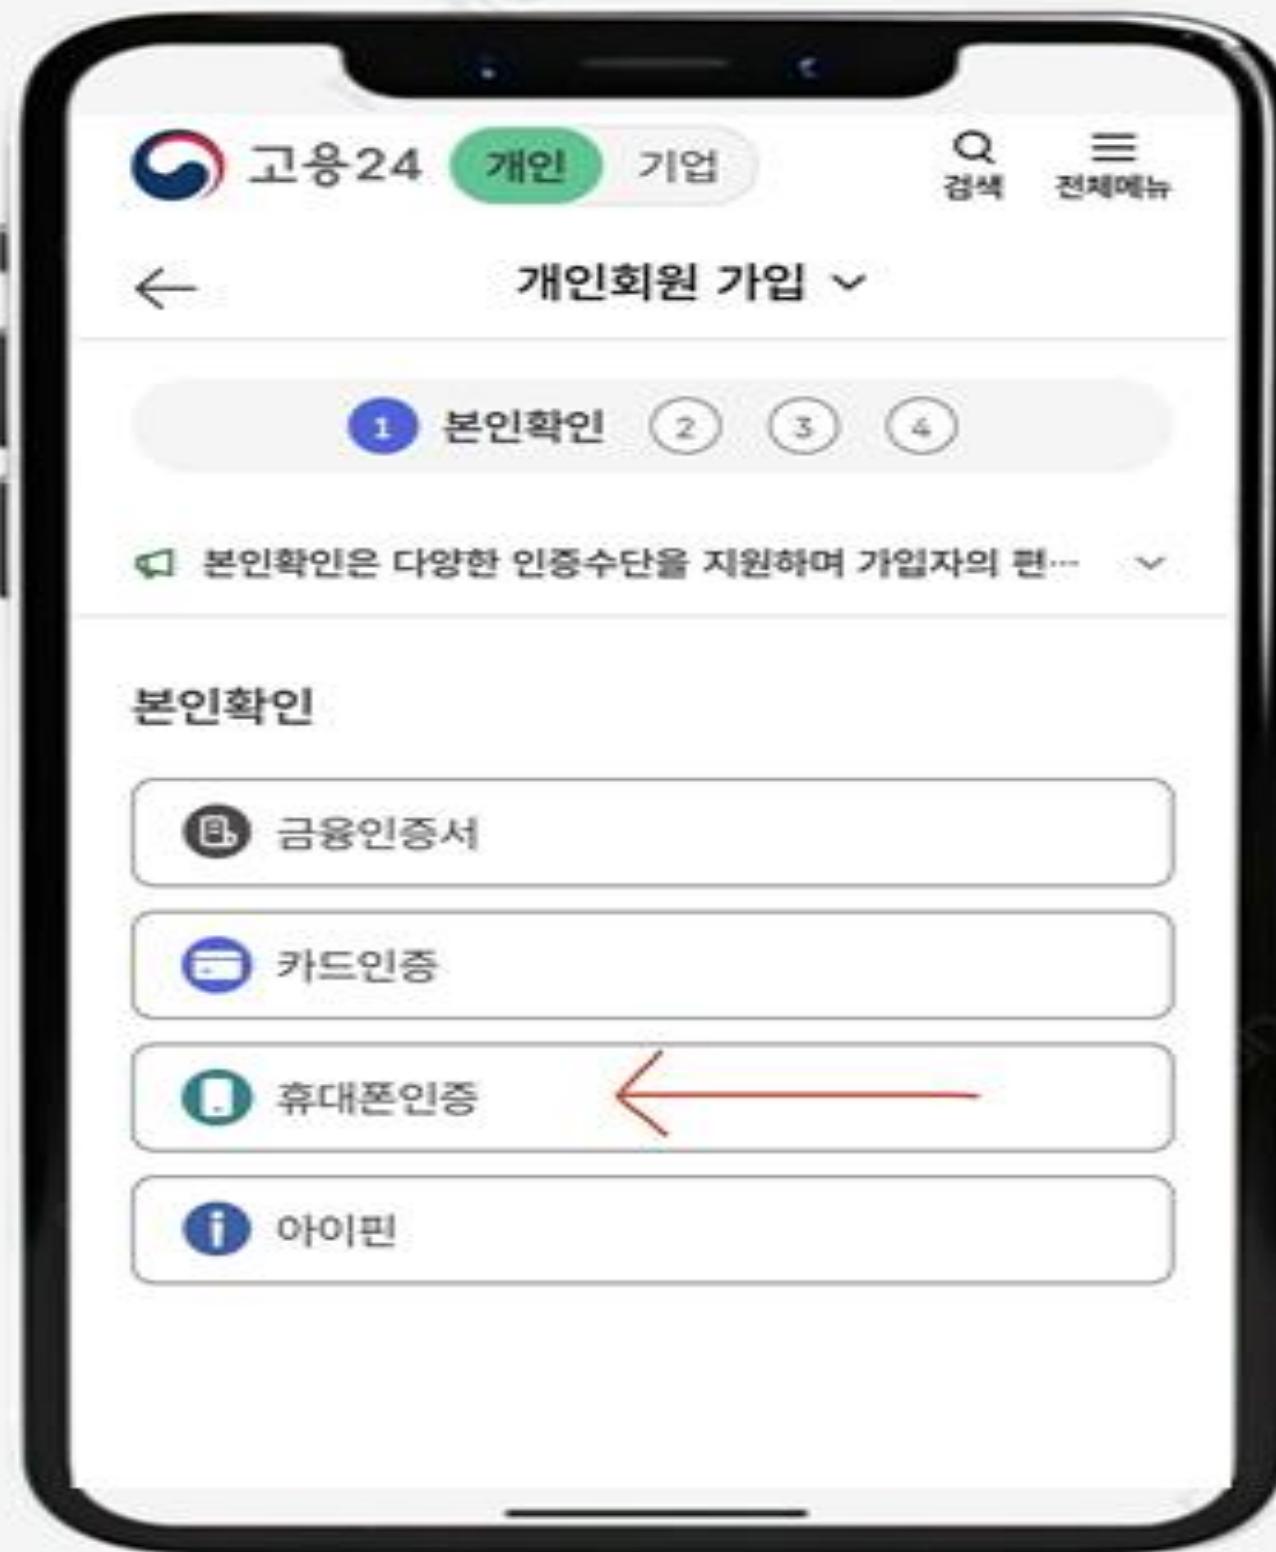 고용24 개인 기업 검색 전체메뉴
개인회원 가입
1 본인확인 2 3 4
본인확인은 다양한 인증수단을 지원하며 가입자의 편…
본인확인
금융인증서
카드인증
휴대폰인증
아이핀